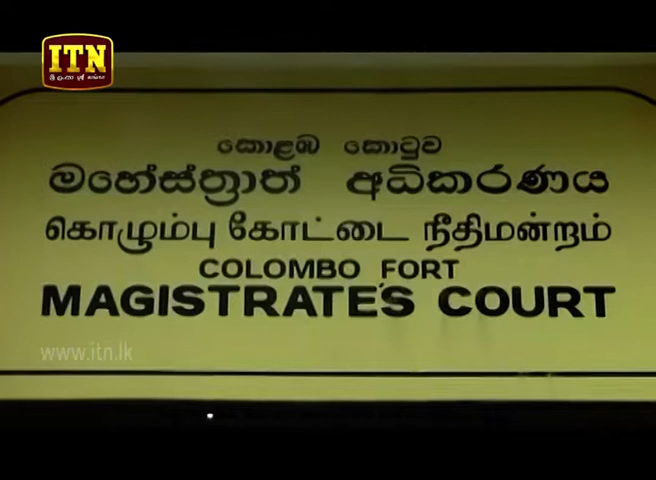 ITN
කොළඹ කොටුව
මහේස්ත්‍රාත් අධිකරණය
கொழும்பு கோட்டை நீதிமன்றம்
COLOMBO FORT
MAGISTRATE'S COURT
www.itn.lk